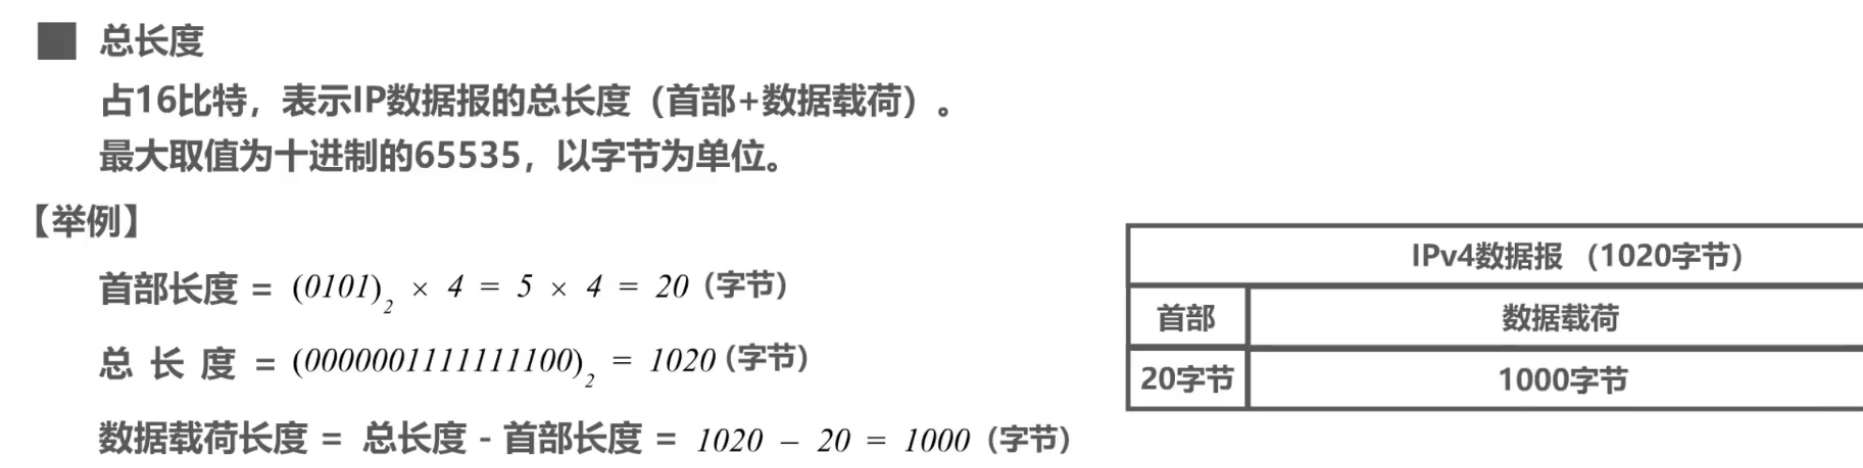 总长度
占16比特，表示IP数据报的总长度（首部+数据载荷）。
最大取值为十进制的65535，以字节为单位。
【举例】
首部长度 = (0101)₂ × 4 = 5 × 4 = 20（字节）
总 长 度 = (0000001111111100)₂ = 1020（字节）
数据载荷长度 = 总长度 - 首部长度 = 1020 − 20 = 1000（字节）
IPv4数据报 （1020字节）
首部 数据载荷
20字节 1000字节